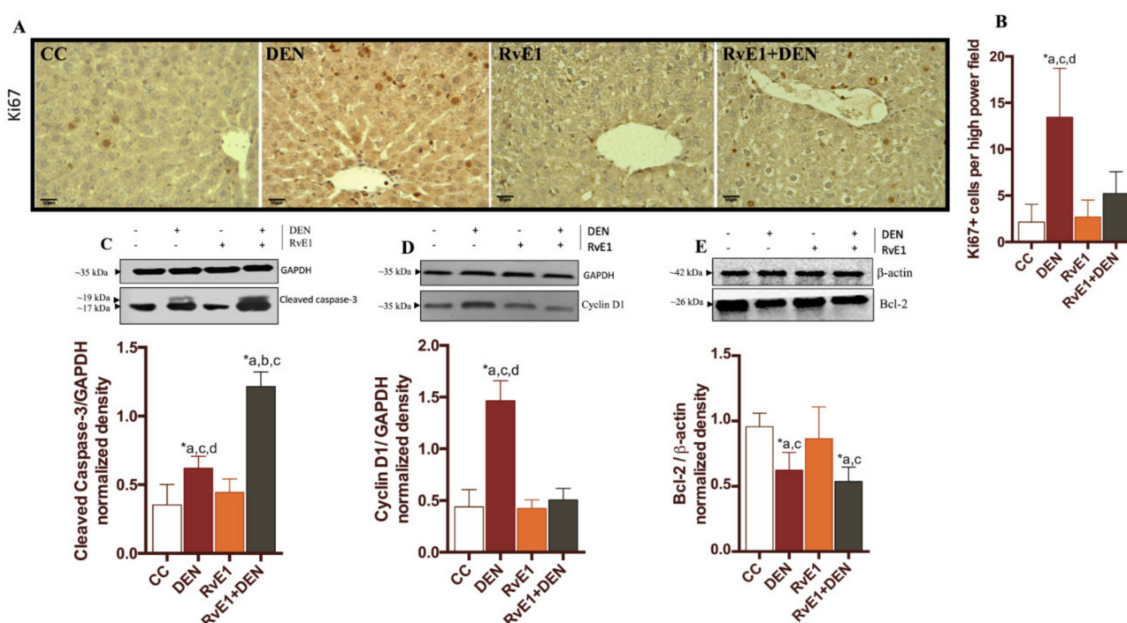 A
CC
DEN
RvE1
RvE1+DEN
Ki67
B
Ki67+ cells per high power field
20
15
10
5
0
*a,c,d
CC
DEN
RvE1
RvE1+DEN
C
- + - + DEN
- - + + RvE1
~35 kDa GAPDH
~19 kDa Cleaved caspase-3
~17 kDa
Cleaved Caspase-3/GAPDH
normalized density
1.5
1.0
0.5
0.0
*a,c,d
*a,b,c
CC
DEN
RvE1
RvE1+DEN
D
- + - + DEN
- - + + RvE1
~35 kDa GAPDH
~35 kDa Cyclin D1
Cyclin D1/ GAPDH
normalized density
2.0
1.5
1.0
0.5
0.0
*a,c,d
CC
DEN
RvE1
RvE1+DEN
E
- + - + DEN
- - + + RvE1
~42 kDa β-actin
~26 kDa Bcl-2
Bcl-2 / β-actin
normalized density
1.5
1.0
0.5
0.0
*a,c
*a,c
CC
DEN
RvE1
RvE1+DEN